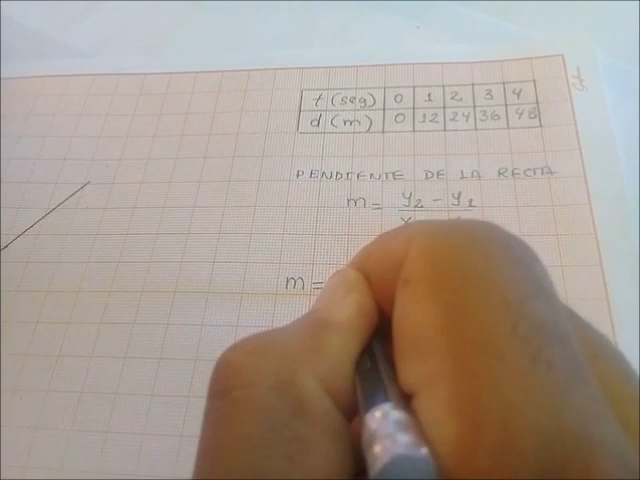 t (seg) 0 1 2 3 4
d (m) 0 12 24 36 48
PENDIENTE DE LA RECTA
m = y₂ - y₁
m =